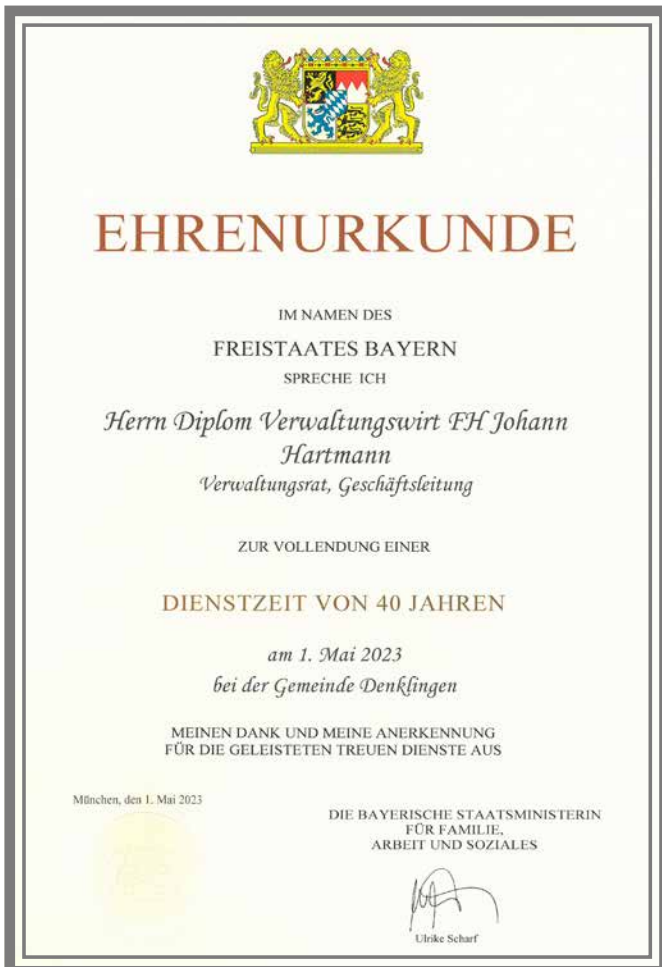 EHRENURKUNDE
IM NAMEN DES
FREISTAATES BAYERN
SPRECHE ICH
Herrn Diplom Verwaltungswirt FH Johann
Hartmann
Verwaltungsrat, Geschäftsleitung
ZUR VOLLENDUNG EINER
DIENSTZEIT VON 40 JAHREN
am 1. Mai 2023
bei der Gemeinde Denklingen
MEINEN DANK UND MEINE ANERKENNUNG
FÜR DIE GELEISTETEN TREUEN DIENSTE AUS
München, den 1. Mai 2023
DIE BAYERISCHE STAATSMINISTERIN
FÜR FAMILIE,
ARBEIT UND SOZIALES
Ulrike Scharf